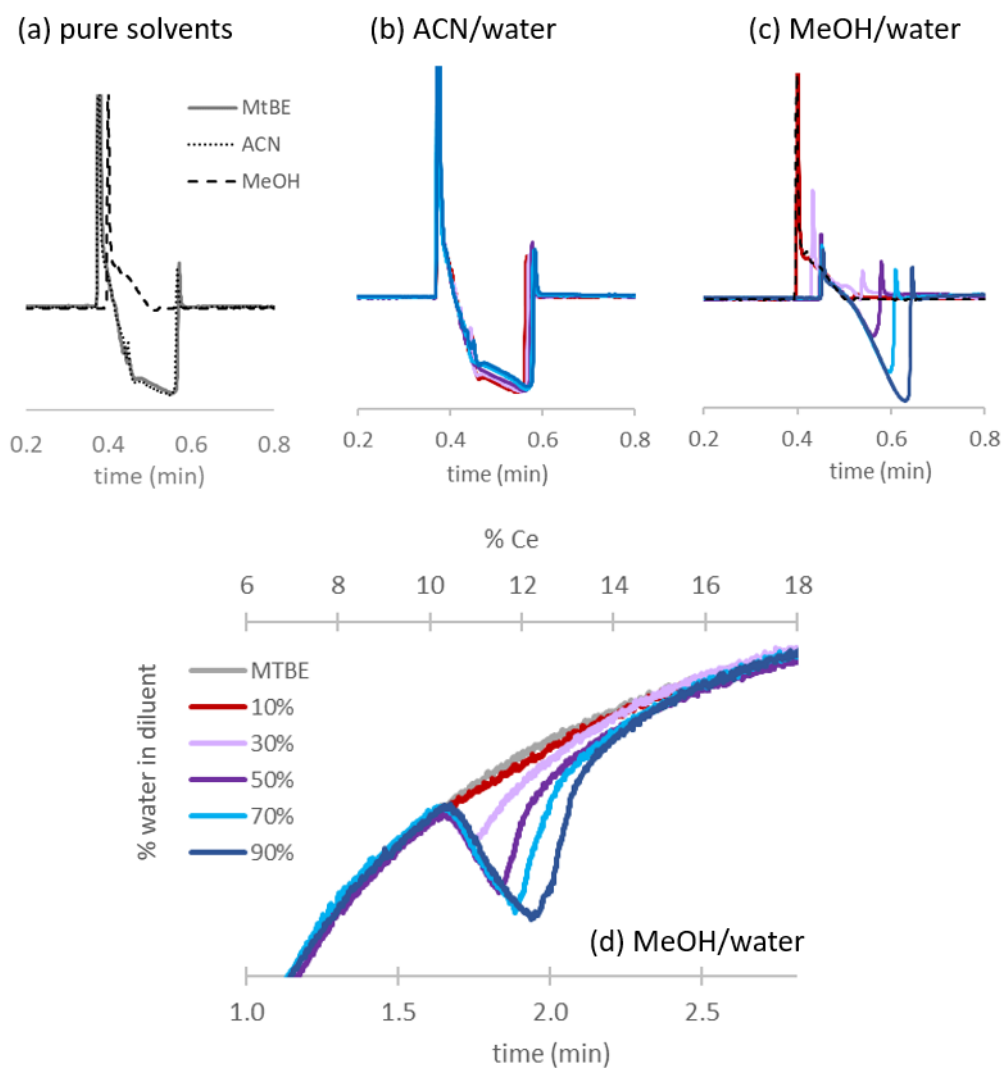 (a) pure solvents
(b) ACN/water
(c) MeOH/water
MtBE
ACN
MeOH
0.2 0.4 0.6 0.8
time (min)
0.2 0.4 0.6 0.8
time (min)
0.2 0.4 0.6 0.8
time (min)
% Ce
6 8 10 12 14 16 18
% water in diluent
MTBE
10%
30%
50%
70%
90%
(d) MeOH/water
1.0 1.5 2.0 2.5
time (min)